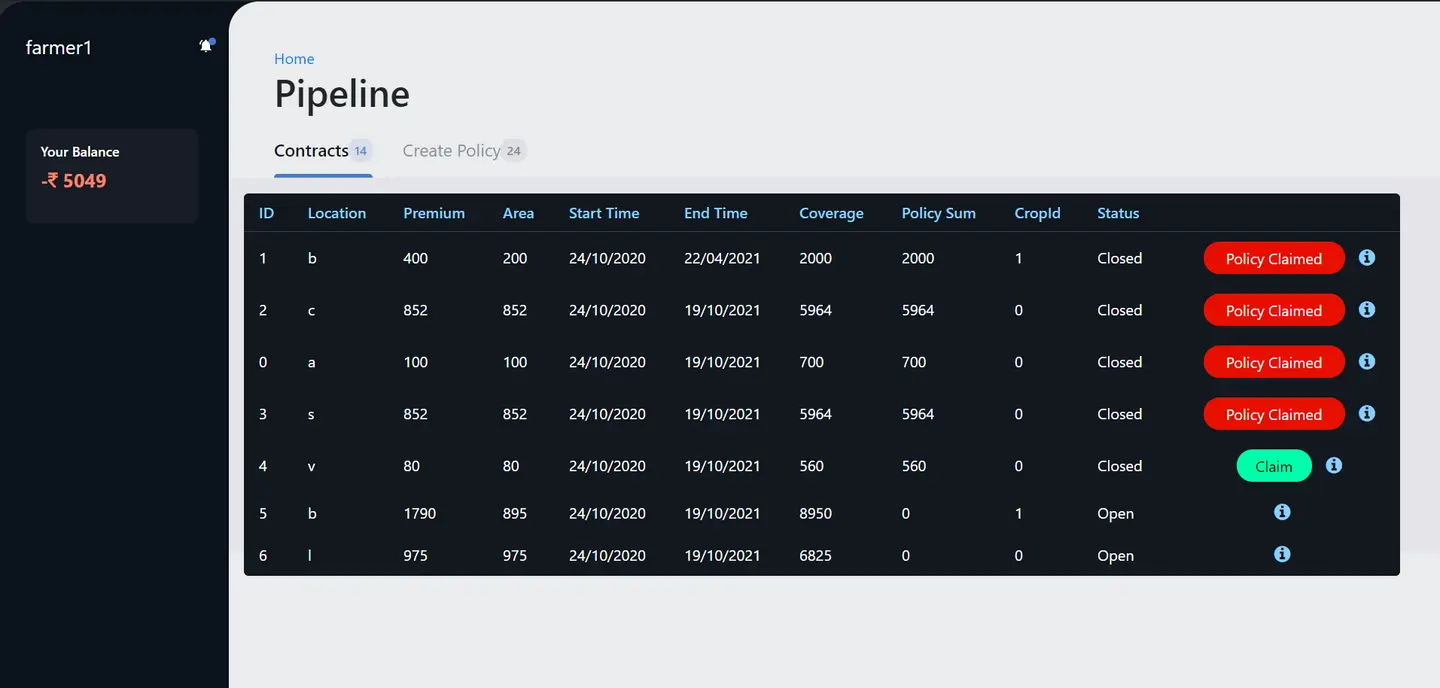 farmer1
Your Balance
-₹ 5049
Home
Pipeline
Contracts 14 Create Policy 24
ID Location Premium Area Start Time End Time Coverage Policy Sum CropId Status
1 b 400 200 24/10/2020 22/04/2021 2000 2000 1 Closed Policy Claimed
2 c 852 852 24/10/2020 19/10/2021 5964 5964 0 Closed Policy Claimed
0 a 100 100 24/10/2020 19/10/2021 700 700 0 Closed Policy Claimed
3 s 852 852 24/10/2020 19/10/2021 5964 5964 0 Closed Policy Claimed
4 v 80 80 24/10/2020 19/10/2021 560 560 0 Closed Claim
5 b 1790 895 24/10/2020 19/10/2021 8950 0 1 Open
6 l 975 975 24/10/2020 19/10/2021 6825 0 0 Open